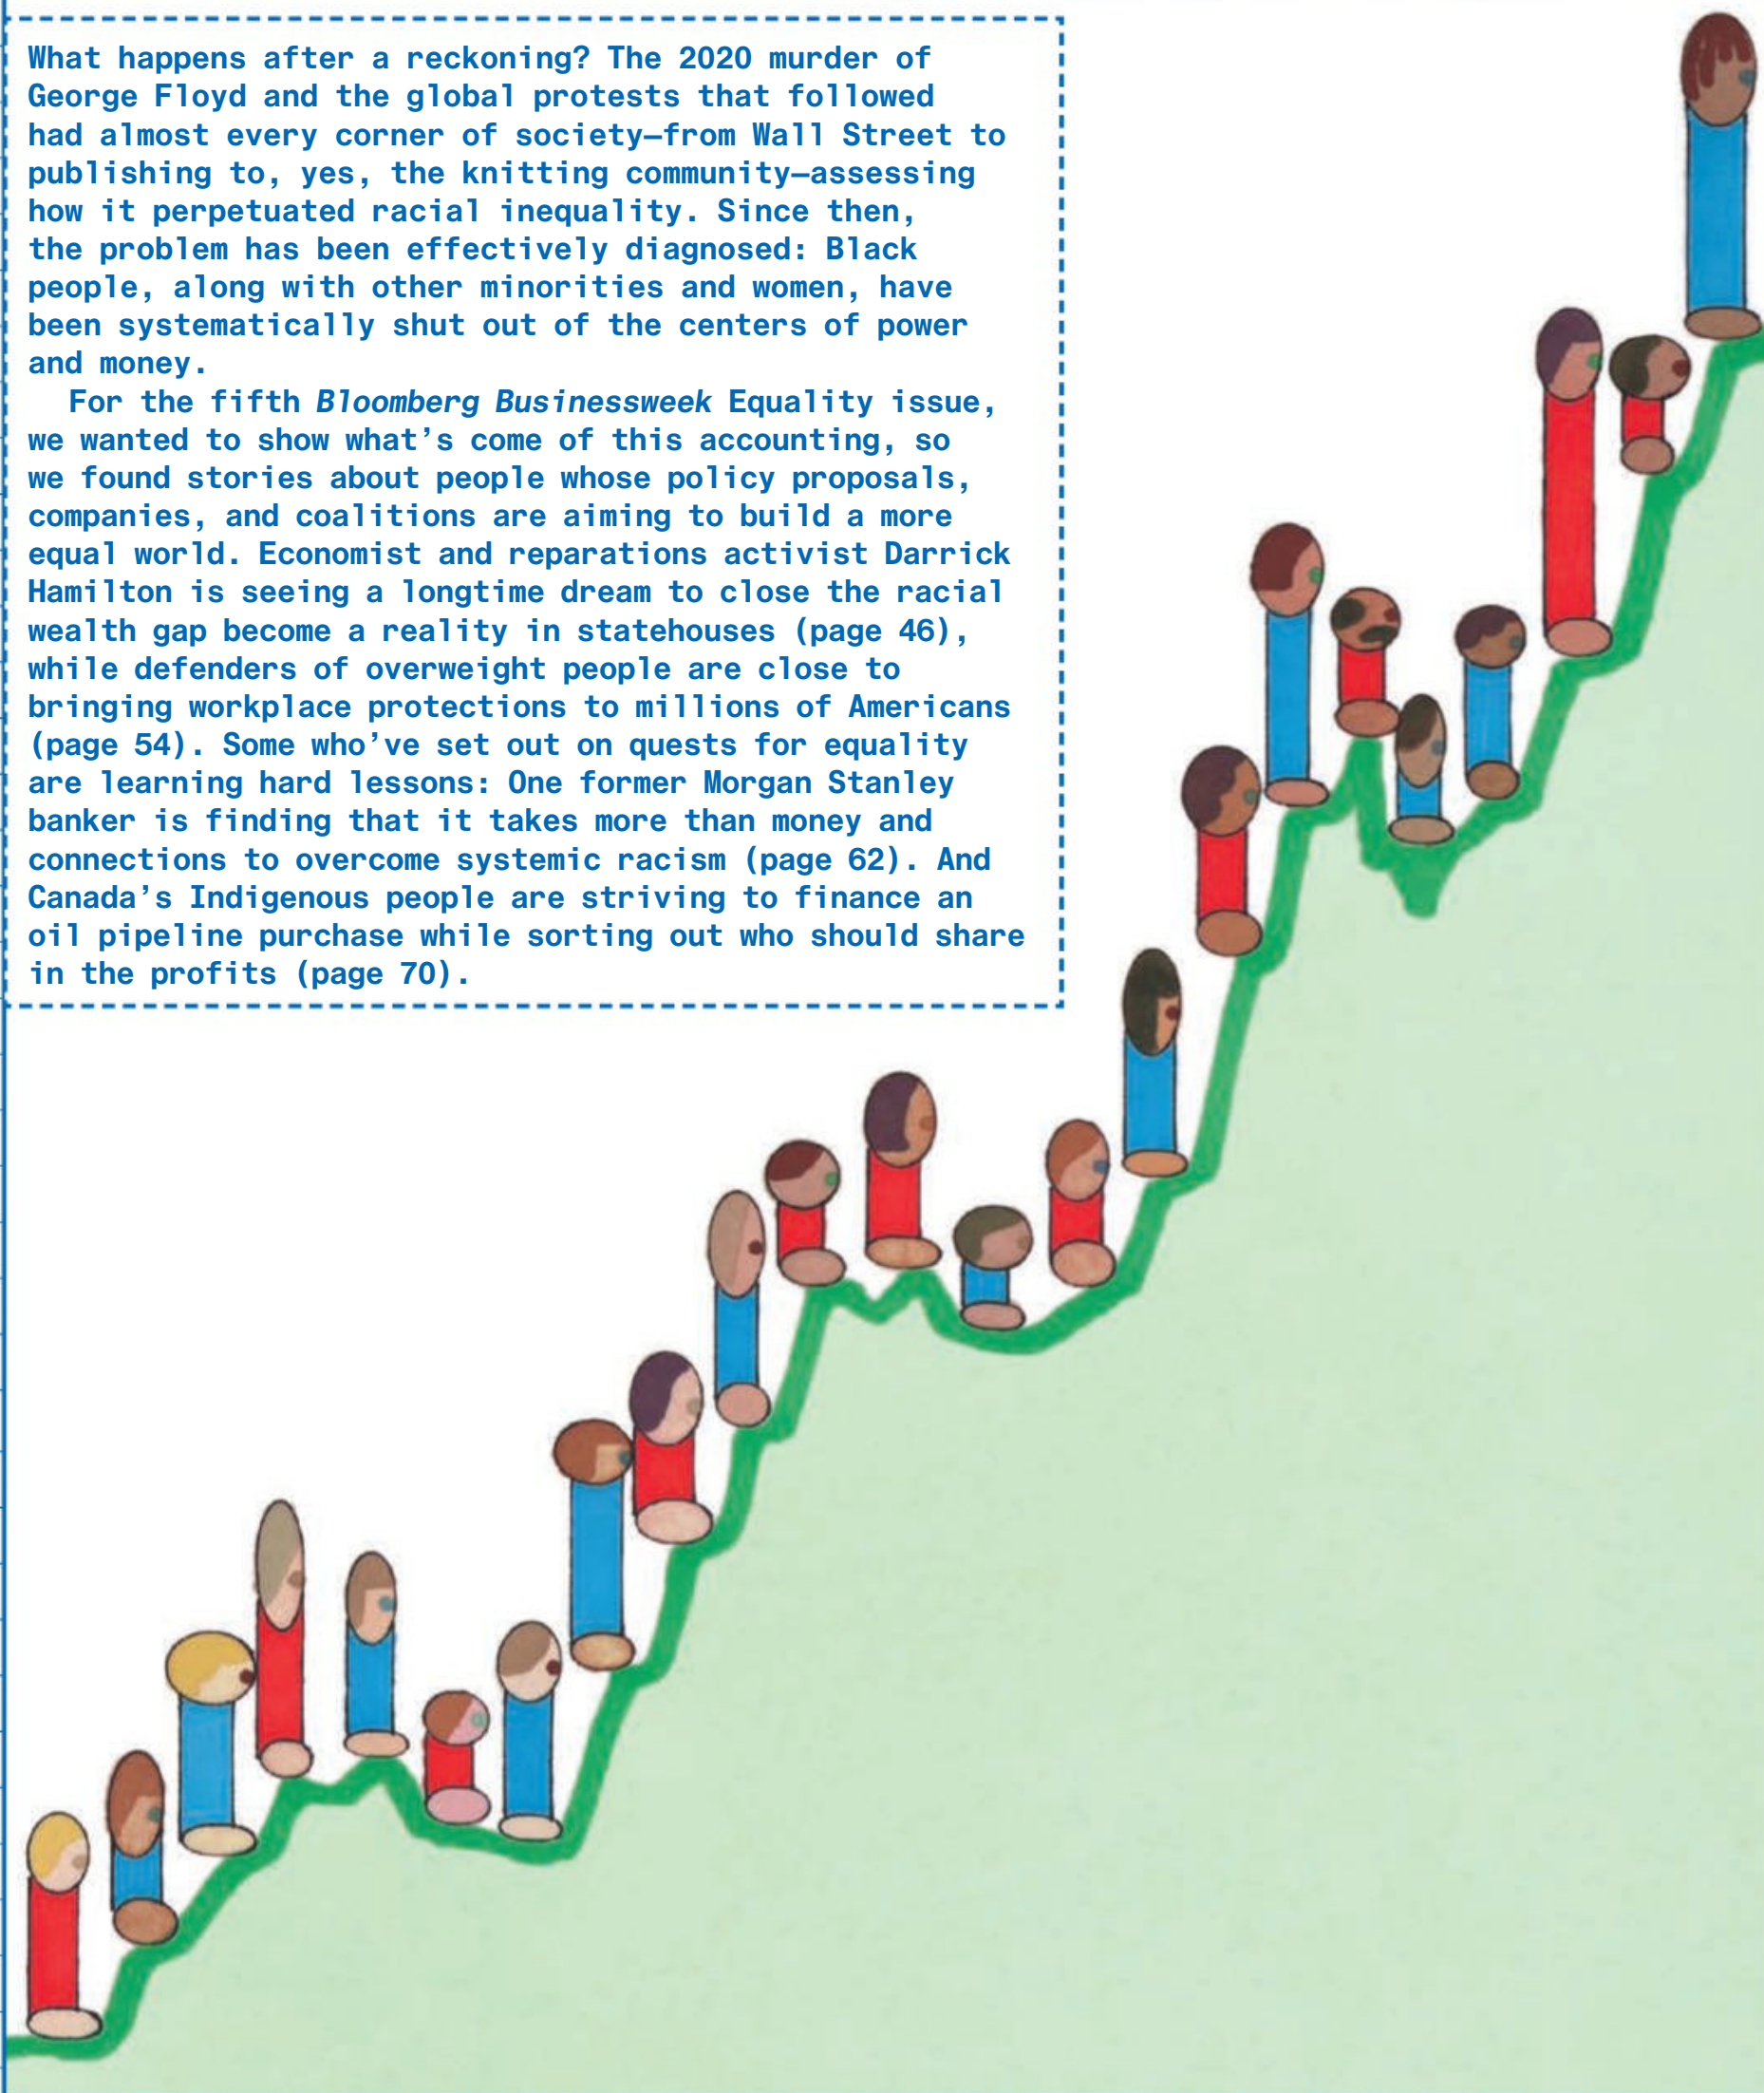 What happens after a reckoning? The 2020 murder of
George Floyd and the global protests that followed
had almost every corner of society—from Wall Street to
publishing to, yes, the knitting community—assessing
how it perpetuated racial inequality. Since then,
the problem has been effectively diagnosed: Black
people, along with other minorities and women, have
been systematically shut out of the centers of power
and money.
For the fifth Bloomberg Businessweek Equality issue,
we wanted to show what’s come of this accounting, so
we found stories about people whose policy proposals,
companies, and coalitions are aiming to build a more
equal world. Economist and reparations activist Darrick
Hamilton is seeing a longtime dream to close the racial
wealth gap become a reality in statehouses (page 46),
while defenders of overweight people are close to
bringing workplace protections to millions of Americans
(page 54). Some who’ve set out on quests for equality
are learning hard lessons: One former Morgan Stanley
banker is finding that it takes more than money and
connections to overcome systemic racism (page 62). And
Canada’s Indigenous people are striving to finance an
oil pipeline purchase while sorting out who should share
in the profits (page 70).